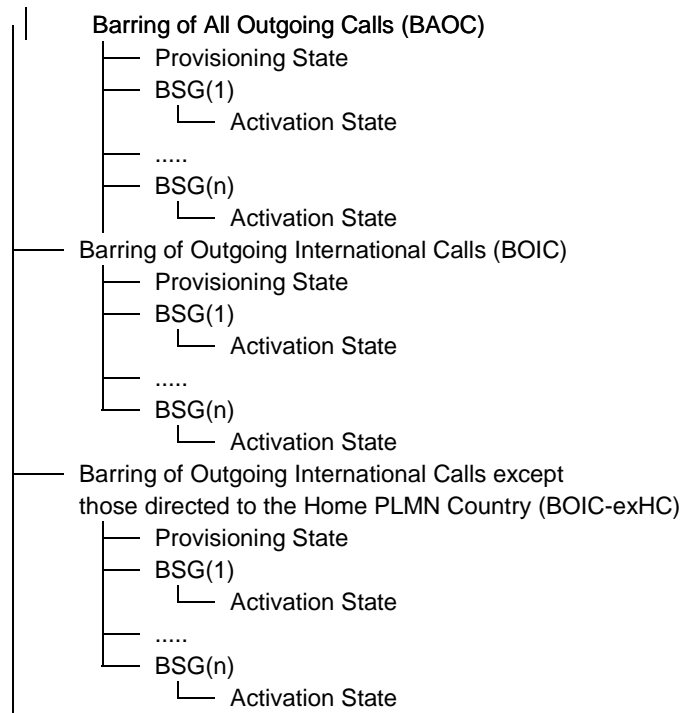 Barring of All Outgoing Calls (BAOC)
Provisioning State
BSG(1)
Activation State
.....
BSG(n)
Activation State
Barring of Outgoing International Calls (BOIC)
Provisioning State
BSG(1)
Activation State
.....
BSG(n)
Activation State
Barring of Outgoing International Calls except
those directed to the Home PLMN Country (BOIC-exHC)
Provisioning State
BSG(1)
Activation State
.....
BSG(n)
Activation State